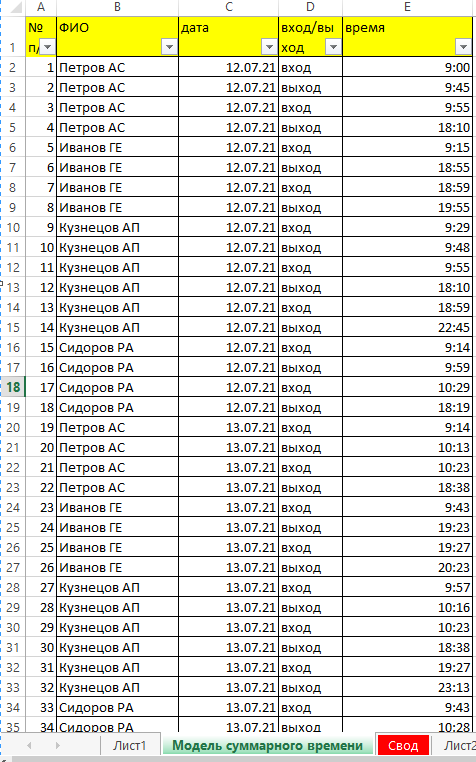 A B C D E
1 № п/ ФИО дата вход/вы ход время
2 1 Петров АС 12.07.21 вход 9:00
3 2 Петров АС 12.07.21 выход 9:45
4 3 Петров АС 12.07.21 вход 9:55
5 4 Петров АС 12.07.21 выход 18:10
6 5 Иванов ГЕ 12.07.21 вход 9:15
7 6 Иванов ГЕ 12.07.21 выход 18:55
8 7 Иванов ГЕ 12.07.21 вход 18:59
9 8 Иванов ГЕ 12.07.21 выход 19:55
10 9 Кузнецов АП 12.07.21 вход 9:29
11 10 Кузнецов АП 12.07.21 выход 9:48
12 11 Кузнецов АП 12.07.21 вход 9:55
13 12 Кузнецов АП 12.07.21 выход 18:10
14 13 Кузнецов АП 12.07.21 вход 18:59
15 14 Кузнецов АП 12.07.21 выход 22:45
16 15 Сидоров РА 12.07.21 вход 9:14
17 16 Сидоров РА 12.07.21 выход 9:59
18 17 Сидоров РА 12.07.21 вход 10:29
19 18 Сидоров РА 12.07.21 выход 18:19
20 19 Петров АС 13.07.21 вход 9:14
21 20 Петров АС 13.07.21 выход 10:13
22 21 Петров АС 13.07.21 вход 10:23
23 22 Петров АС 13.07.21 выход 18:38
24 23 Иванов ГЕ 13.07.21 вход 9:43
25 24 Иванов ГЕ 13.07.21 выход 19:23
26 25 Иванов ГЕ 13.07.21 вход 19:27
27 26 Иванов ГЕ 13.07.21 выход 20:23
28 27 Кузнецов АП 13.07.21 вход 9:57
29 28 Кузнецов АП 13.07.21 выход 10:16
30 29 Кузнецов АП 13.07.21 вход 10:23
31 30 Кузнецов АП 13.07.21 выход 18:38
32 31 Кузнецов АП 13.07.21 вход 19:27
33 32 Кузнецов АП 13.07.21 выход 23:13
34 33 Сидоров РА 13.07.21 вход 9:43
35 34 Сидоров РА 13.07.21 выход 10:28
Лист1 Модель суммарного времени Свод Лист2